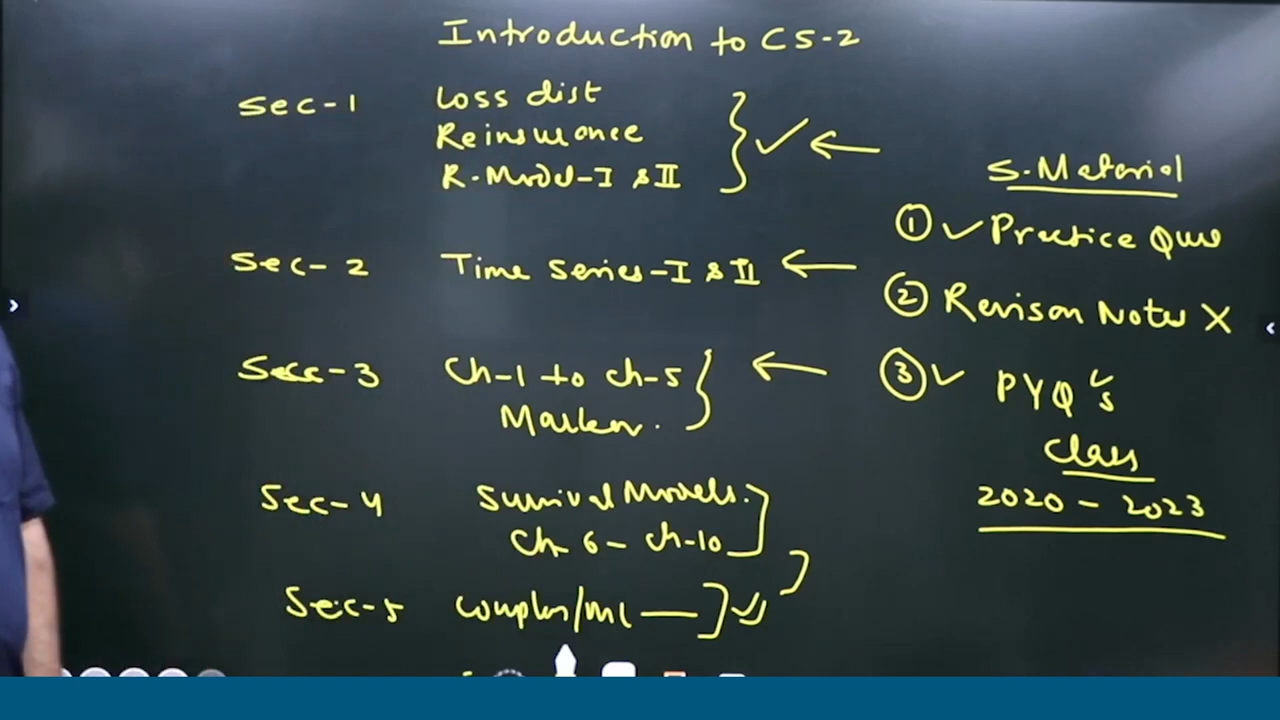 Introduction to CS-2
Sec-1 Loss dist
Reinsurance
R-Model-I & II
Sec-2 Time Series-I & II
Sec-3 Ch-1 to Ch-5
Markov.
Sec-4 Survival Models.
Ch-6 - Ch-10
Sec-5 /ML
S-Material
① Practice Ques
② Revison Notes X
③ PYQ's
Class
2020 - 2023